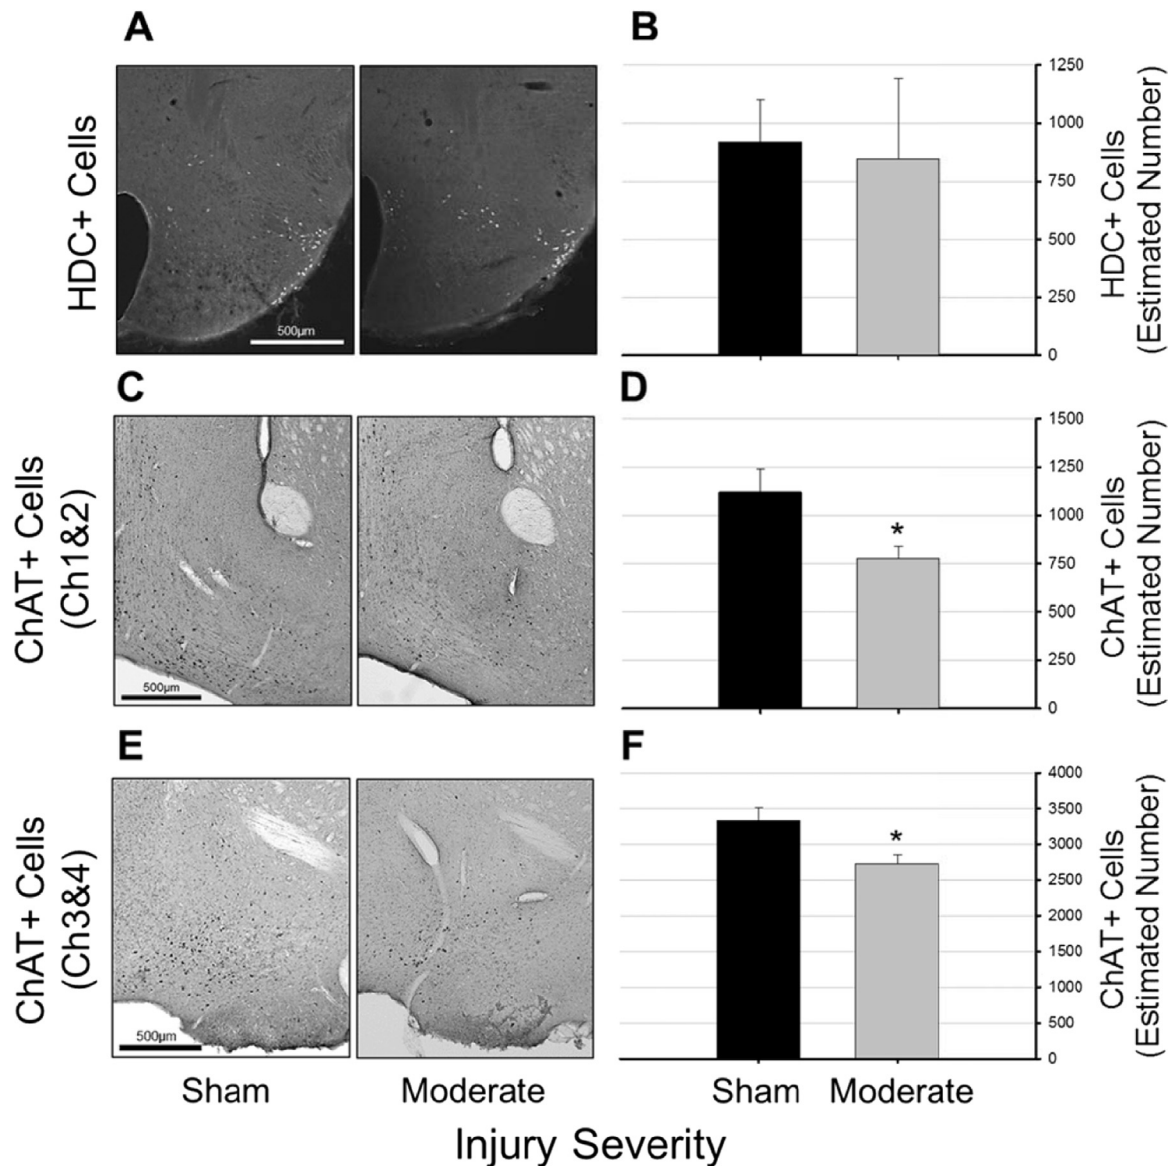 A
B
HDC+ Cells
500µm
1250
1000
750
500
250
0
HDC+ Cells
(Estimated Number)
C
D
ChAT+ Cells
(Ch1&2)
500µm
1500
1250
1000
750
500
250
0
*
ChAT+ Cells
(Estimated Number)
E
F
ChAT+ Cells
(Ch3&4)
500µm
4000
3500
3000
2500
2000
1500
1000
500
0
*
ChAT+ Cells
(Estimated Number)
Sham
Moderate
Sham
Moderate
Injury Severity